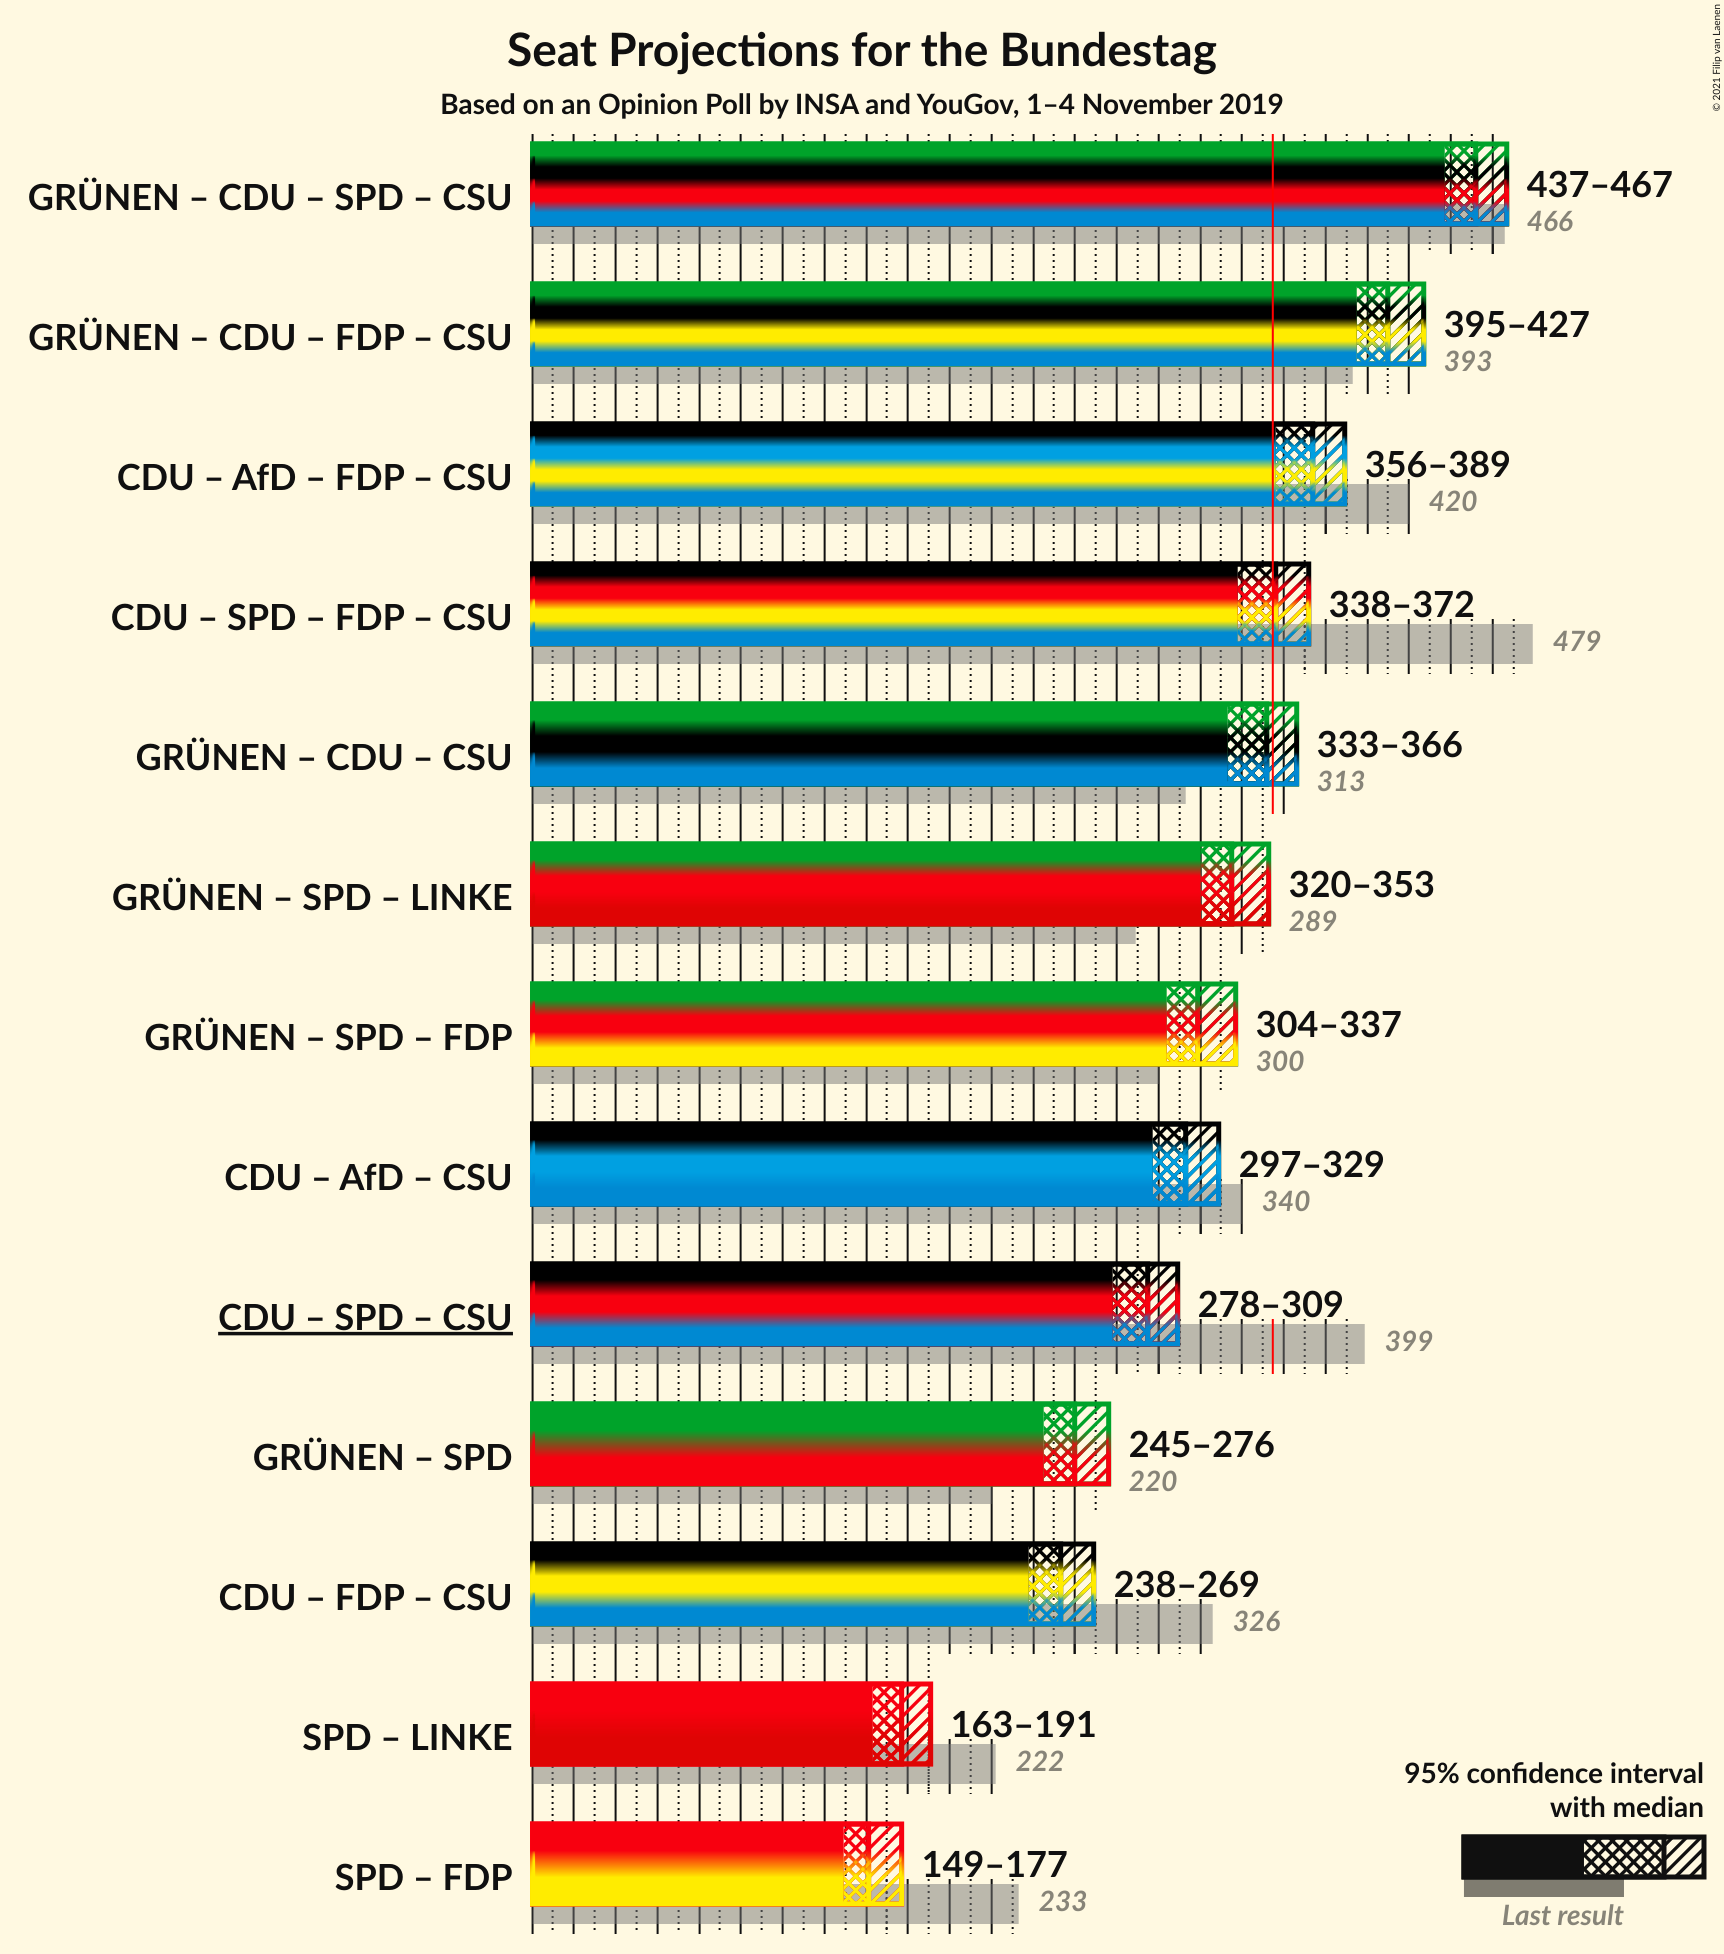 Seat Projections for the Bundestag
Based on an Opinion Poll by INSA and YouGov, 1–4 November 2019
© 2021 Filip van Laenen
GRÜNEN – CDU – SPD – CSU
437–467
466
GRÜNEN – CDU – FDP – CSU
395–427
393
CDU – AfD – FDP – CSU
356–389
420
CDU – SPD – FDP – CSU
338–372
479
GRÜNEN – CDU – CSU
333–366
313
GRÜNEN – SPD – LINKE
320–353
289
GRÜNEN – SPD – FDP
304–337
300
CDU – AfD – CSU
297–329
340
CDU – SPD – CSU
278–309
399
GRÜNEN – SPD
245–276
220
CDU – FDP – CSU
238–269
326
SPD – LINKE
163–191
222
SPD – FDP
149–177
233
95% confidence interval
with median
Last result